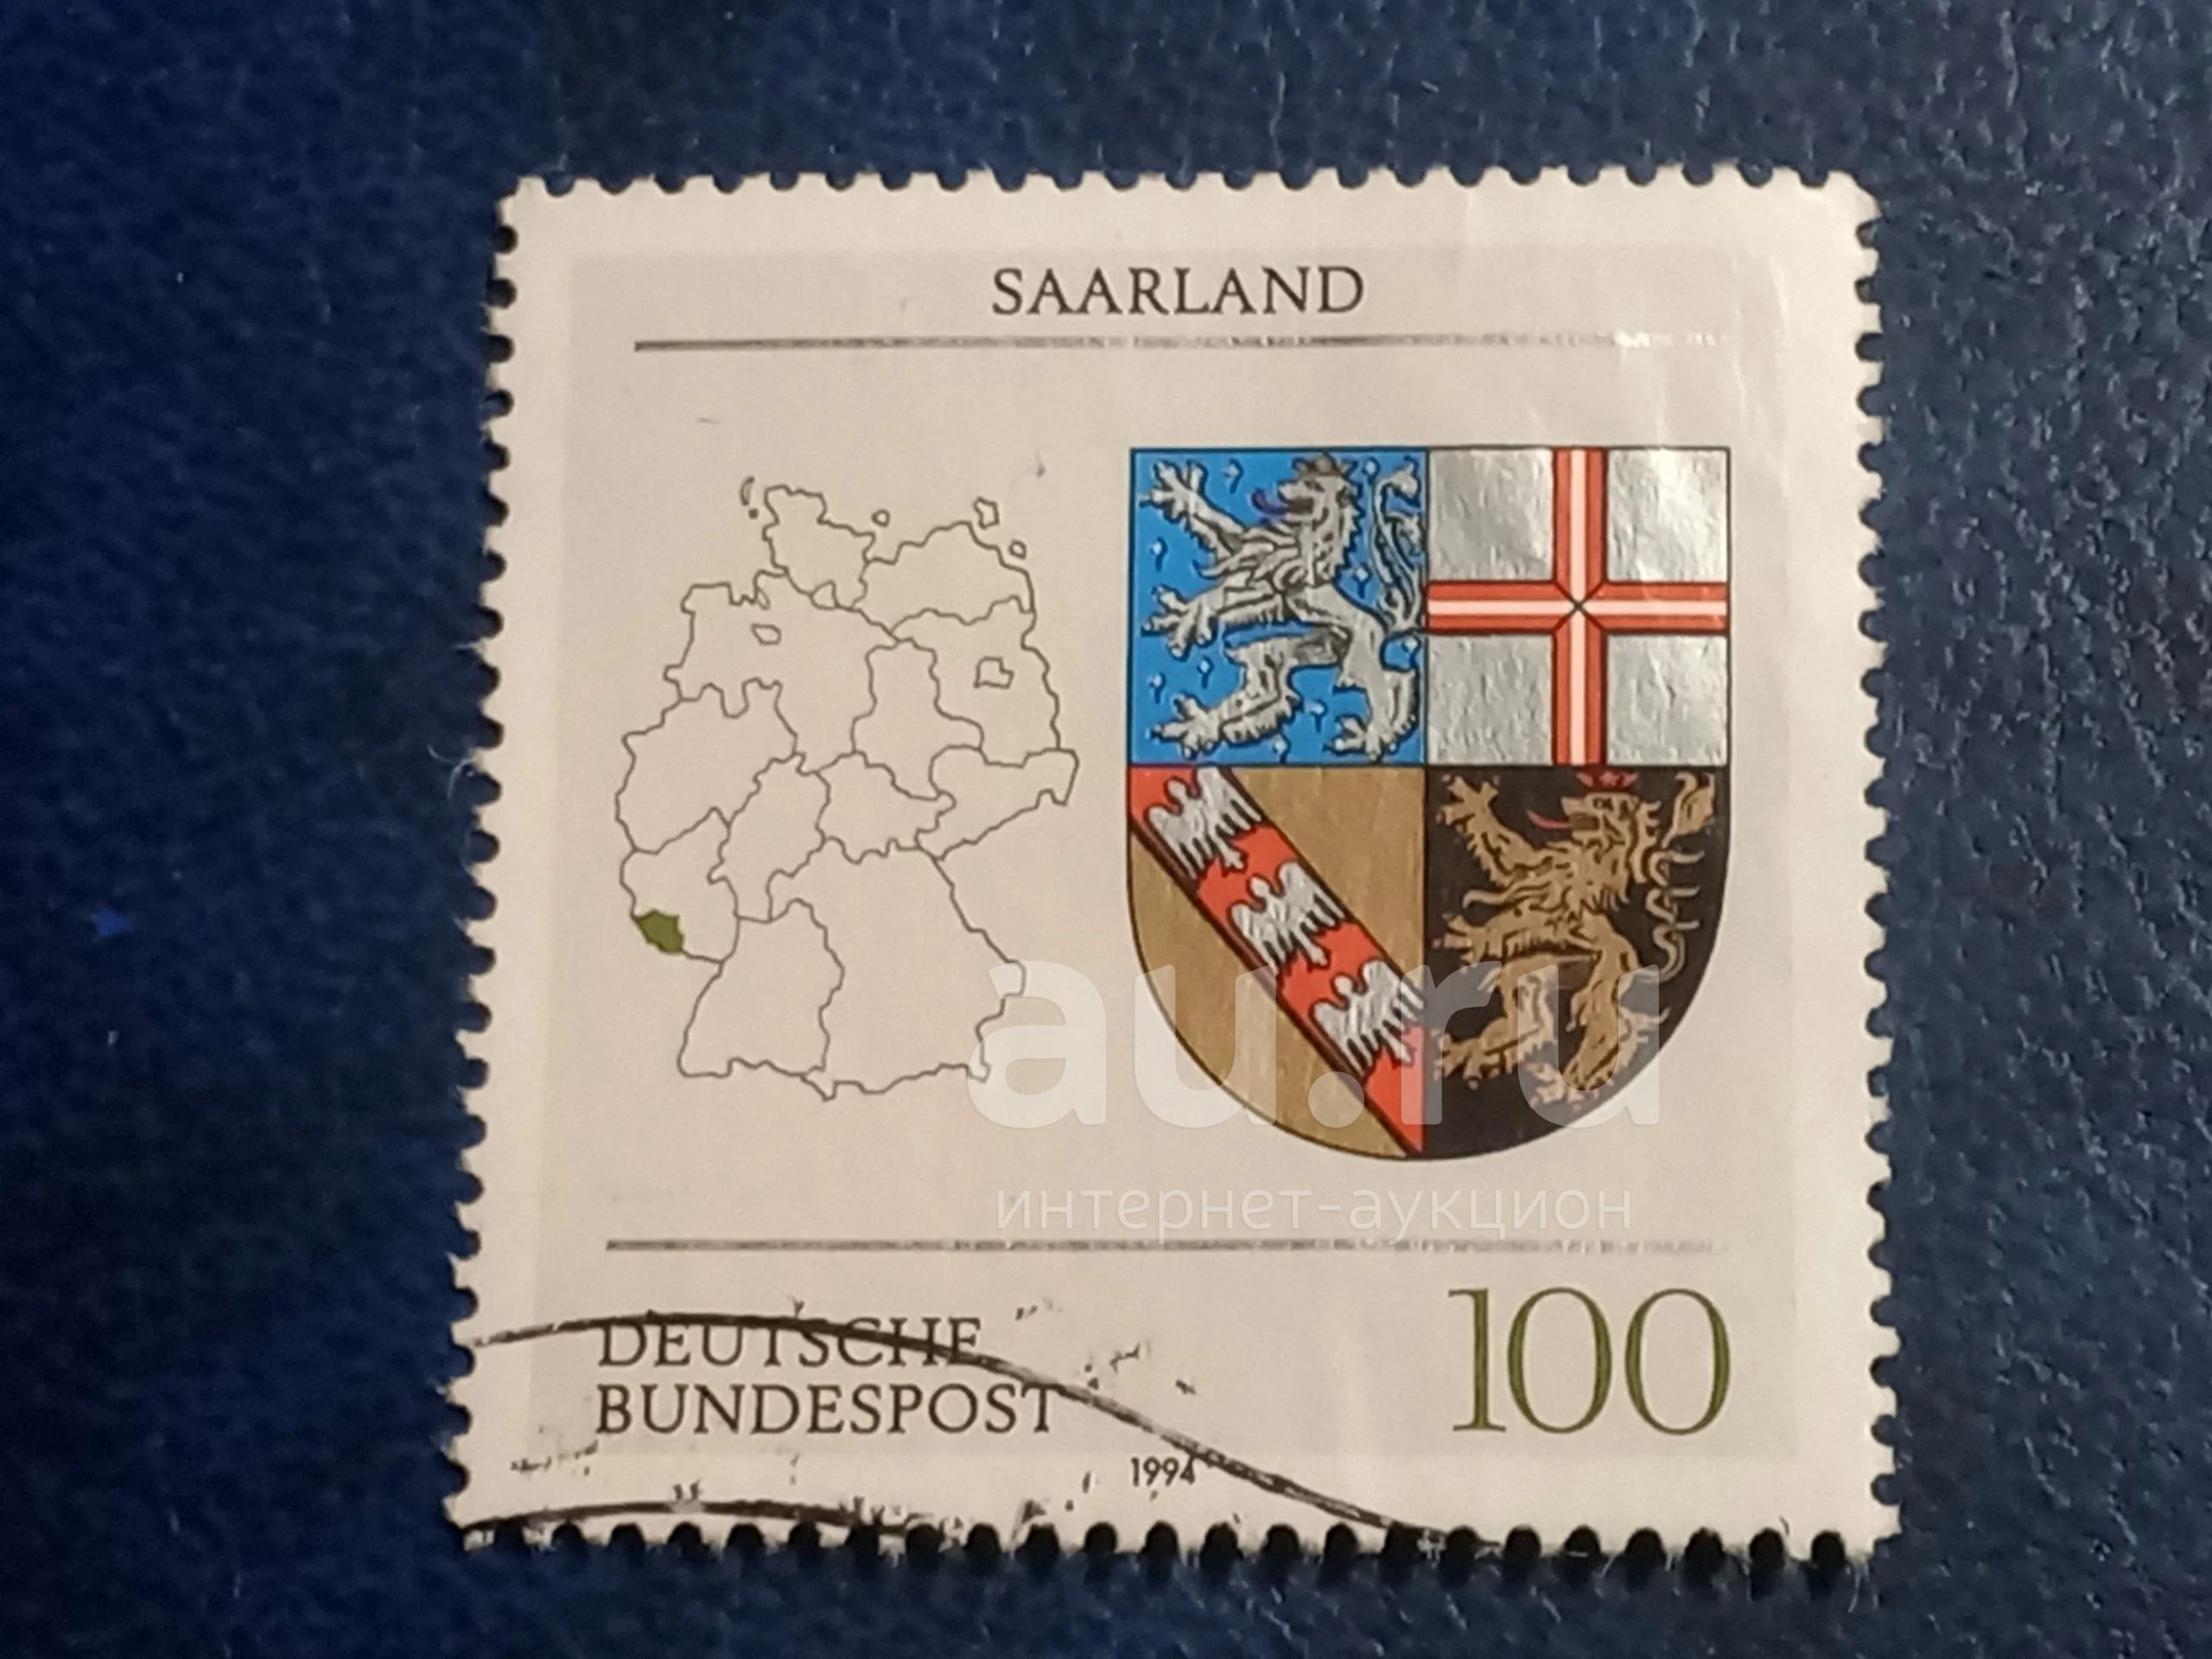 SAARLAND
au.ru
интернет-аукцион
DEUTSCHE
BUNDESPOST
100
1994